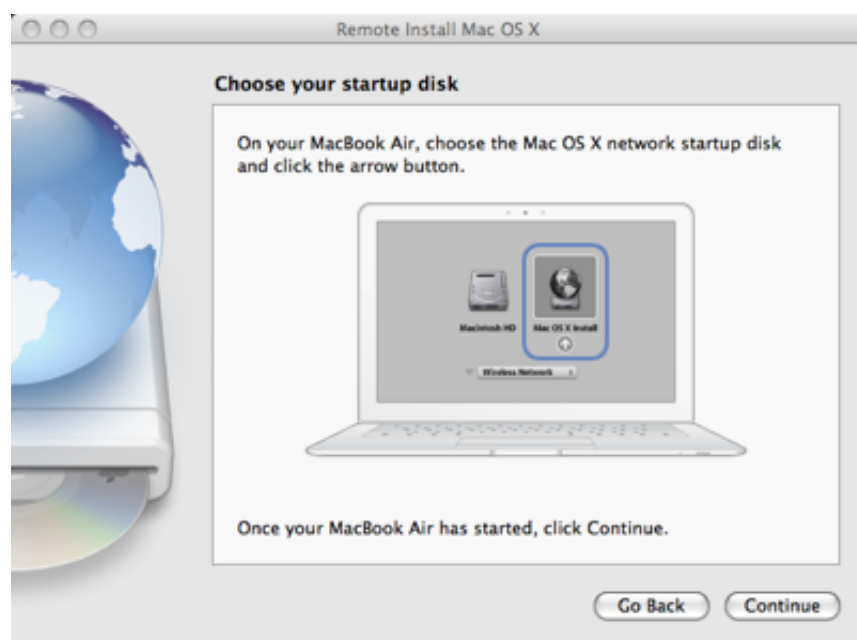 Remote Install Mac OS X
Choose your startup disk
On your MacBook Air, choose the Mac OS X network startup disk
and click the arrow button.
Macintosh HD
Mac OS X Install
Wireless Network
Once your MacBook Air has started, click Continue.
Go Back
Continue